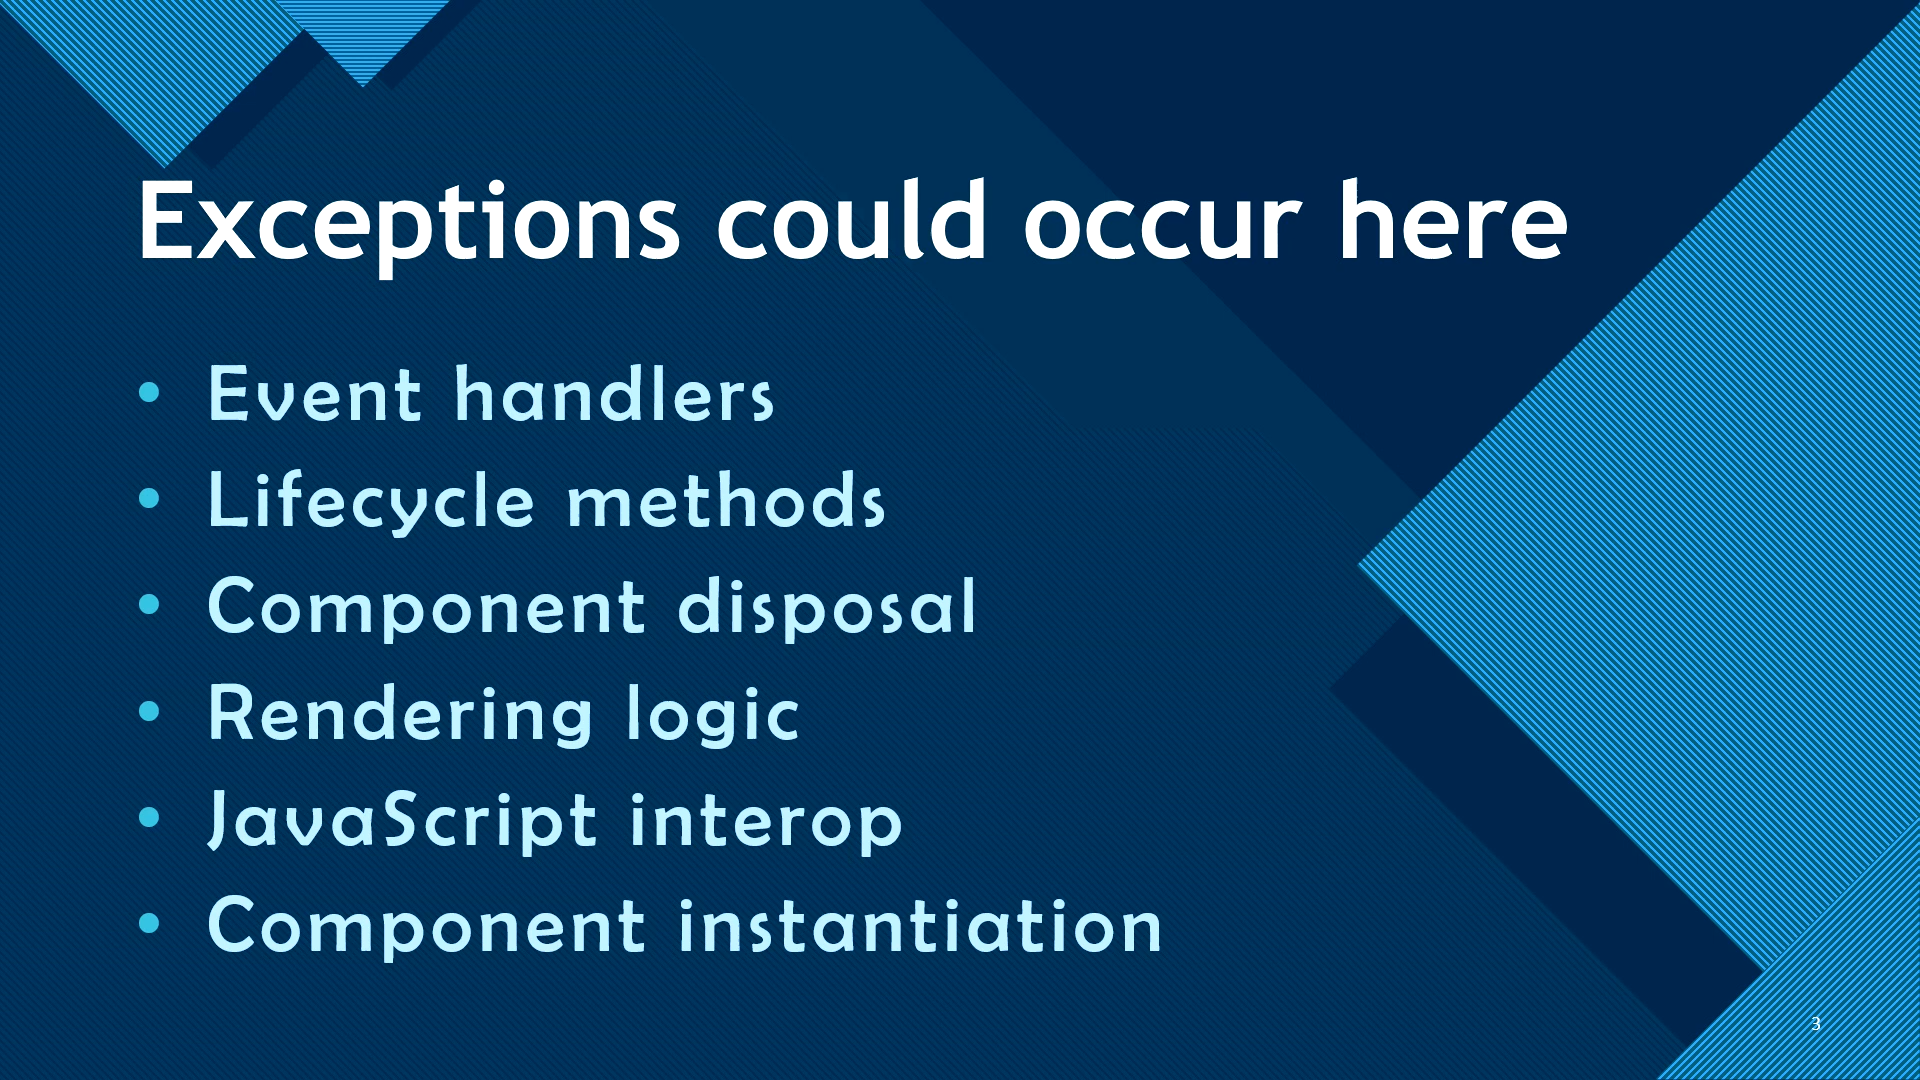 Exceptions could occur here
• Event handlers
• Lifecycle methods
• Component disposal
• Rendering logic
• JavaScript interop
• Component instantiation
3